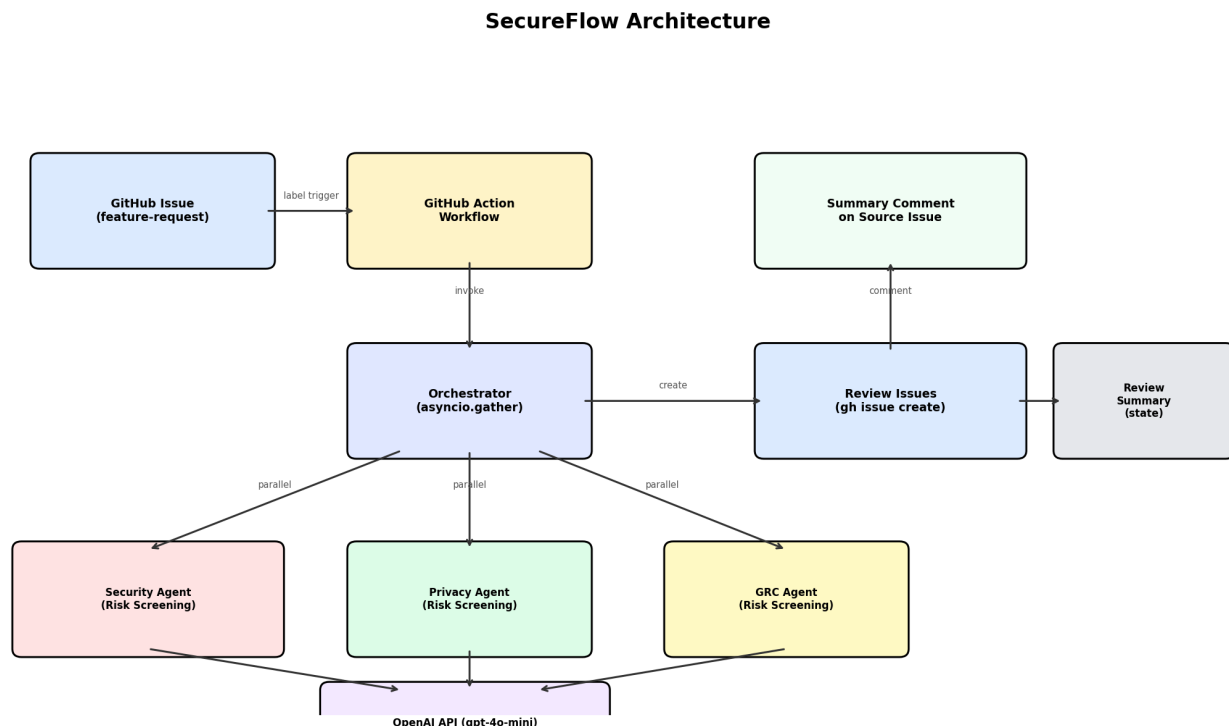 SecureFlow Architecture
GitHub Issue
(feature-request)
label trigger
GitHub Action
Workflow
Summary Comment
on Source Issue
invoke
comment
Orchestrator
(asyncio.gather)
create
Review Issues
(gh issue create)
Review
Summary
(state)
parallel
parallel
parallel
Security Agent
(Risk Screening)
Privacy Agent
(Risk Screening)
GRC Agent
(Risk Screening)
OpenAI API (gpt-4o-mini)